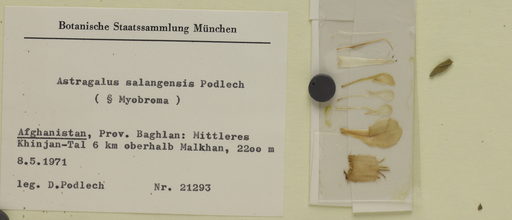 Botanische Staatssammlung München
Astragalus salangensis Podlech
( § Myobroma )
Afghanistan, Prov. Baghlan: Mittleres
Khinjan-Tal 6 km oberhalb Malkhan, 22oo m
8.5.1971
leg. D.Podlech Nr. 21293